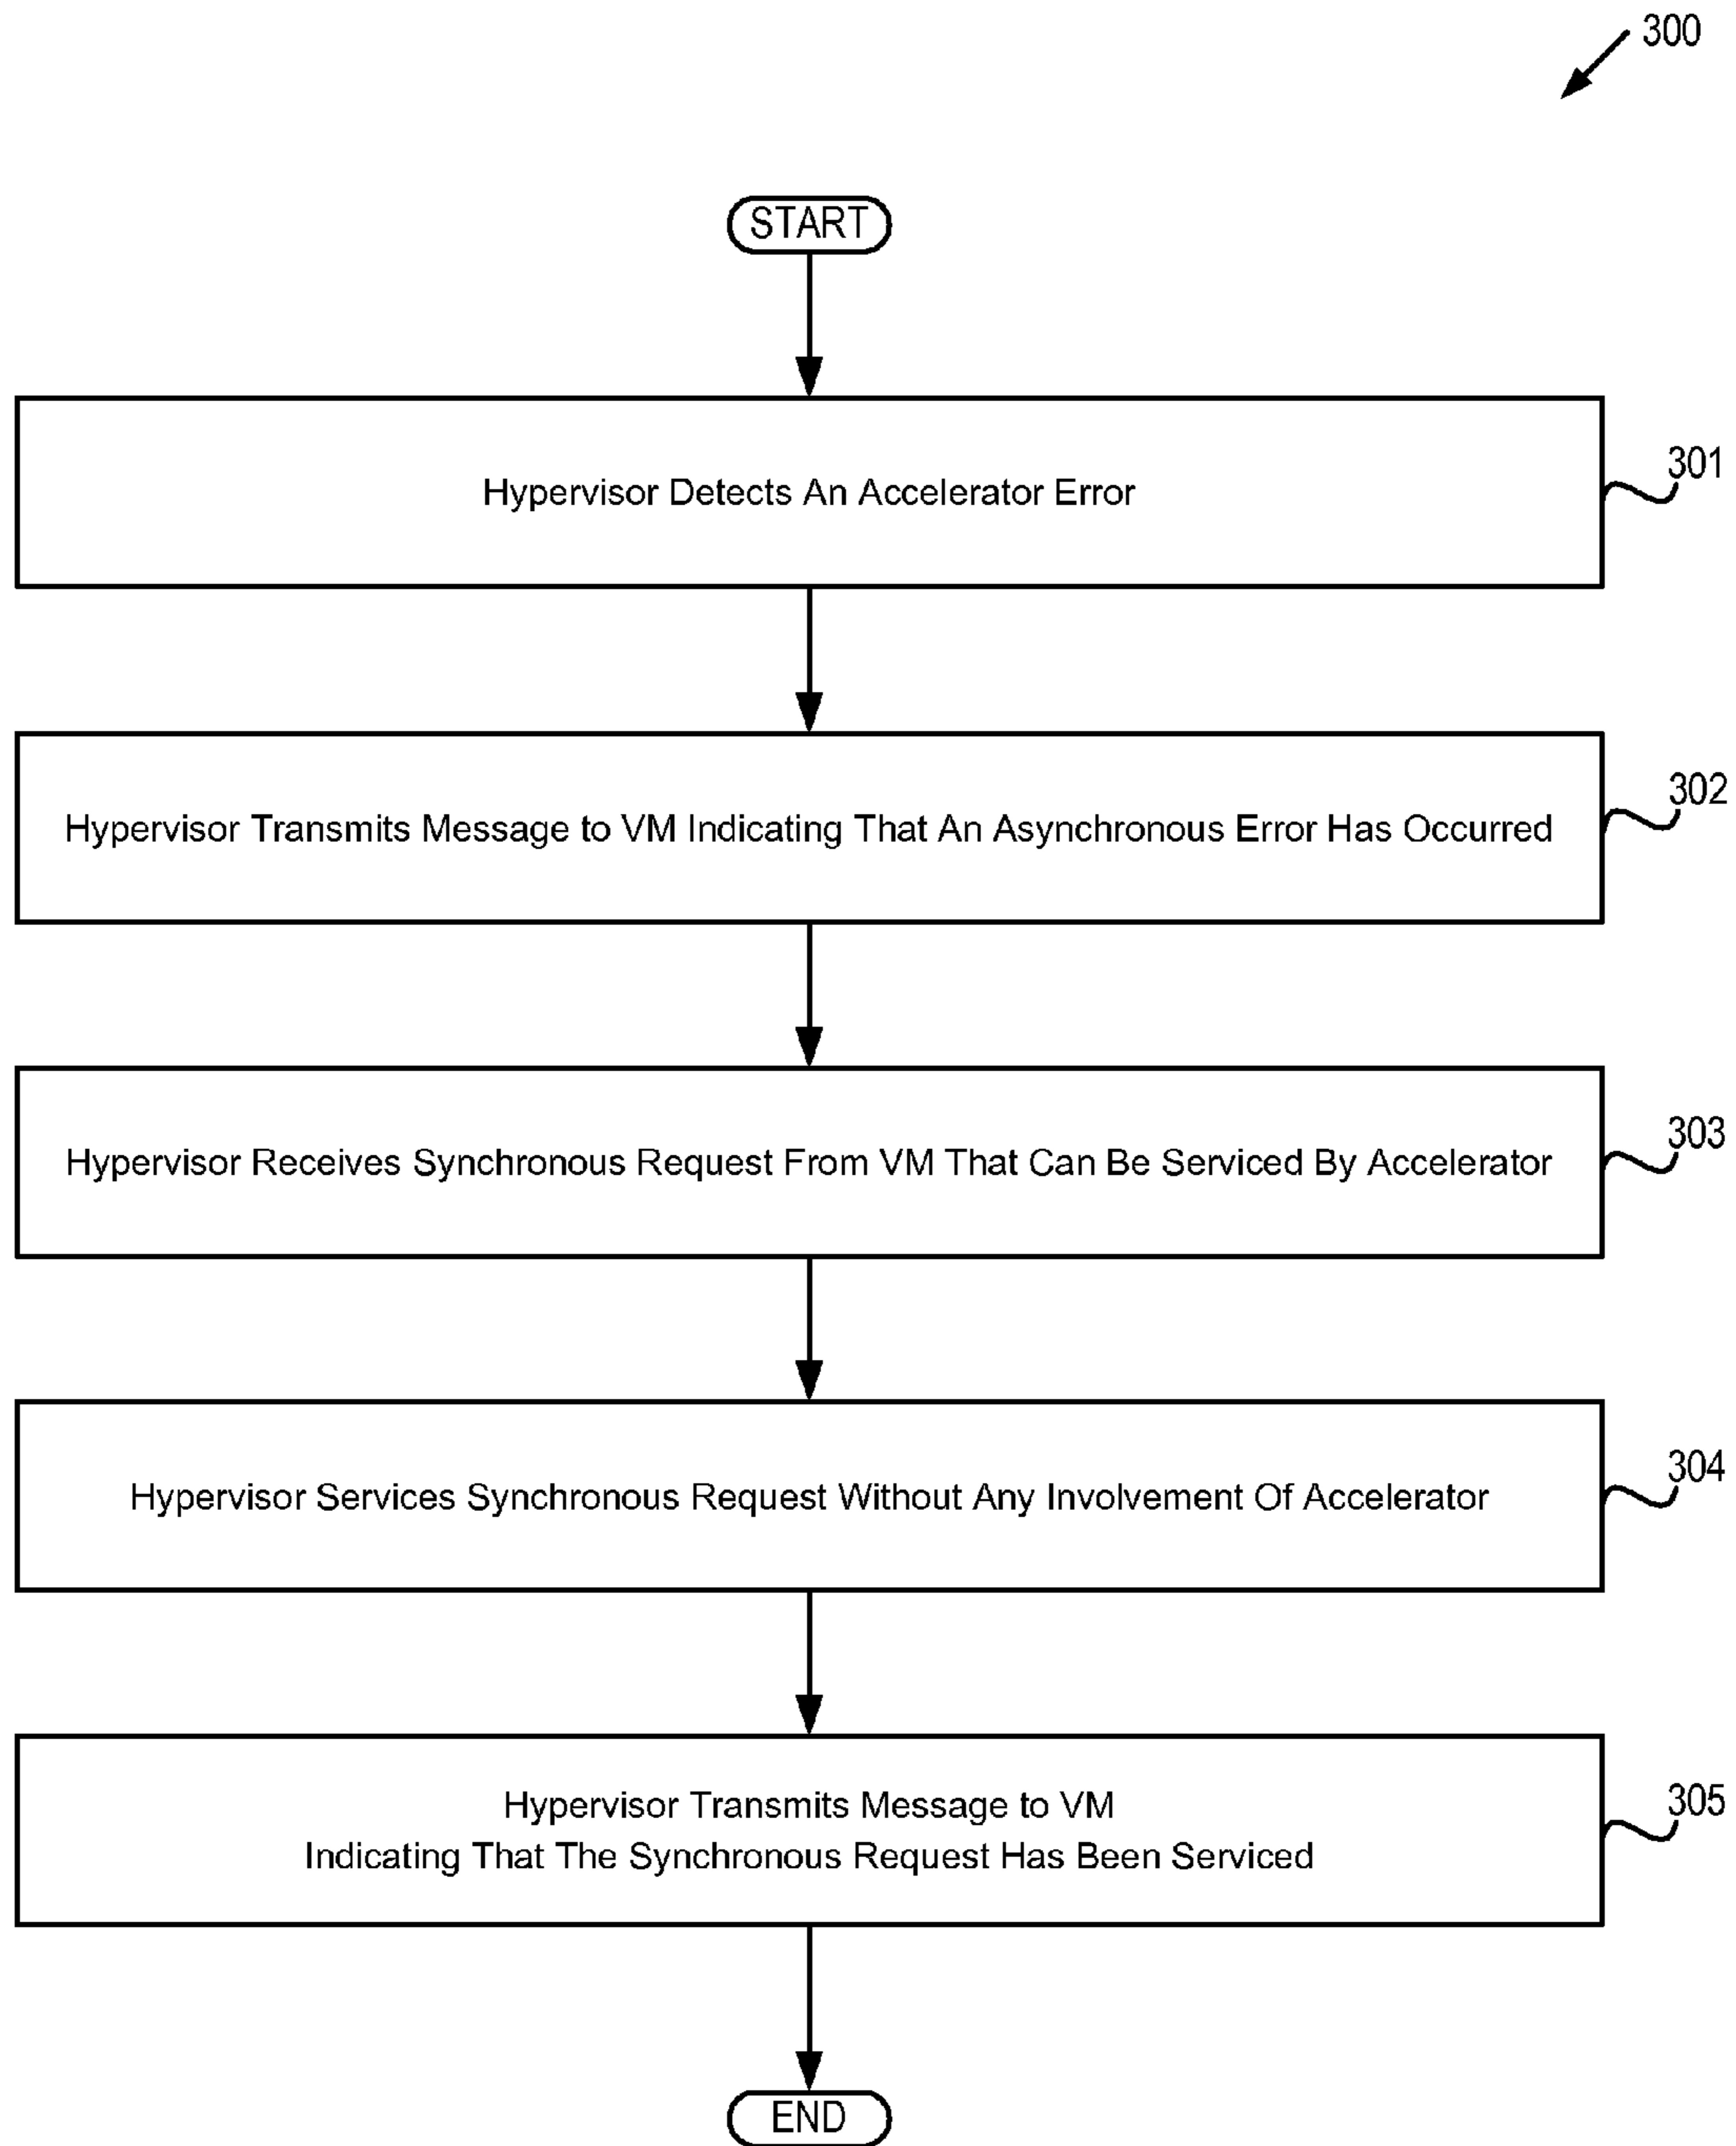 300
START
Hypervisor Detects An Accelerator Error
301
Hypervisor Transmits Message to VM Indicating That An Asynchronous Error Has Occurred
302
Hypervisor Receives Synchronous Request From VM That Can Be Serviced By Accelerator
303
Hypervisor Services Synchronous Request Without Any Involvement Of Accelerator
304
Hypervisor Transmits Message to VM
Indicating That The Synchronous Request Has Been Serviced
305
END